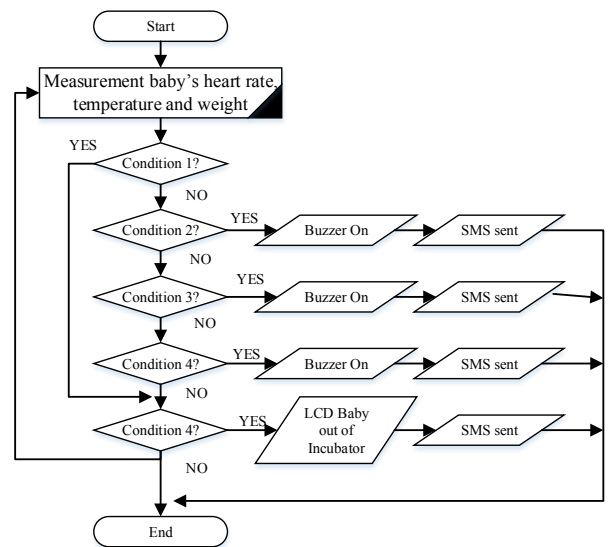 Start
Measurement baby's heart rate,
temperature and weight
YES
Condition 1?
NO
Condition 2?
YES
Buzzer On
SMS sent
NO
Condition 3?
YES
Buzzer On
SMS sent
NO
Condition 4?
YES
Buzzer On
SMS sent
NO
Condition 4?
YES
LCD Baby
out of
Incubator
SMS sent
NO
End